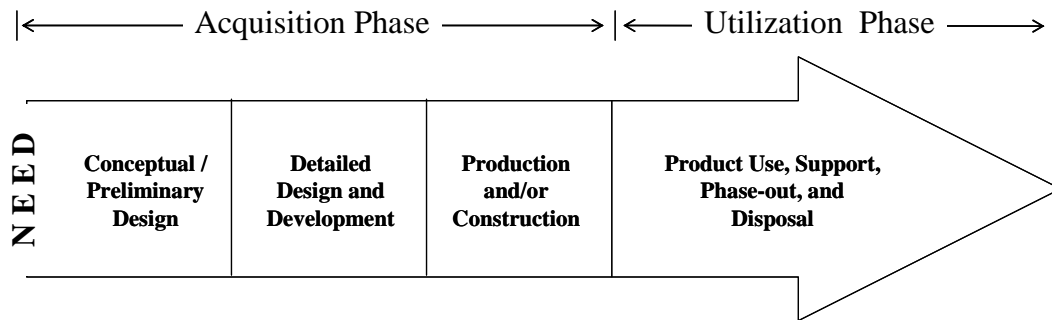 Acquisition Phase
Utilization Phase
NEED
Conceptual /
Preliminary
Design
Detailed
Design and
Development
Production
and/or
Construction
Product Use, Support,
Phase-out, and
Disposal